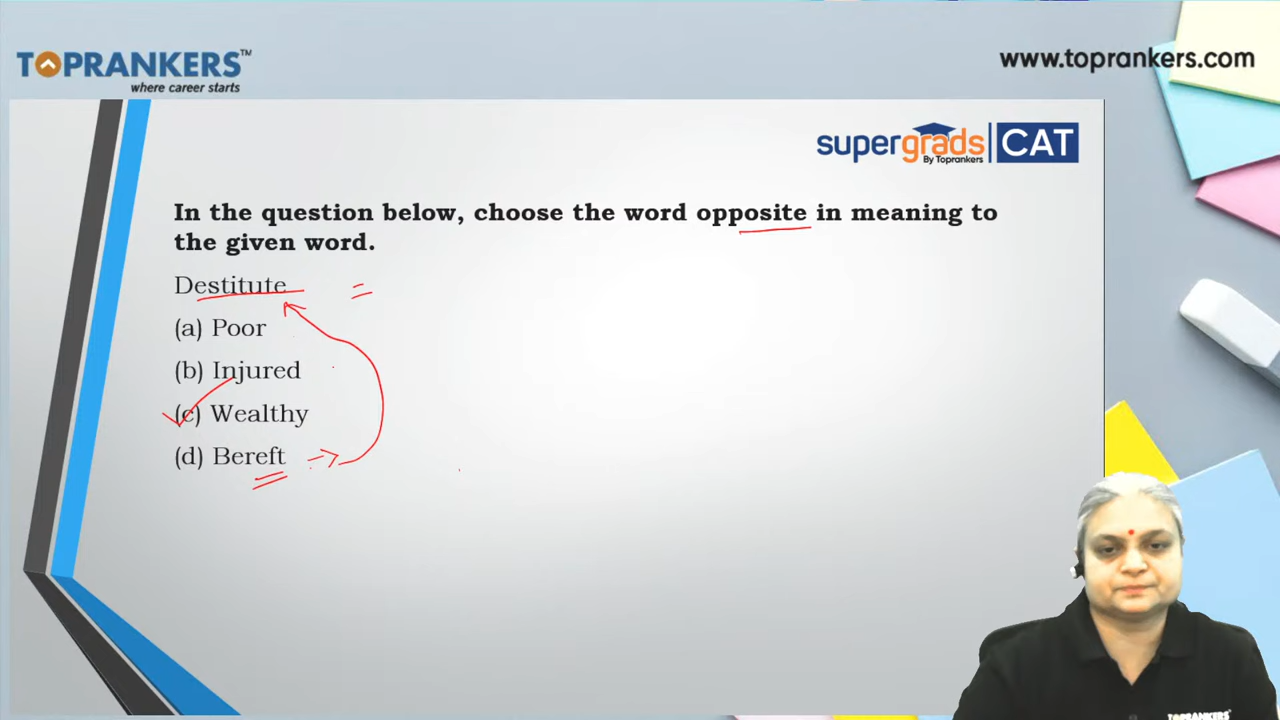 TOPRANKERS™
where career starts
www.toprankers.com
supergrads CAT
By Toprankers
In the question below, choose the word opposite in meaning to
the given word.
Destitute =
(a) Poor
(b) Injured
(c) Wealthy
(d) Bereft
TOPRANKERS